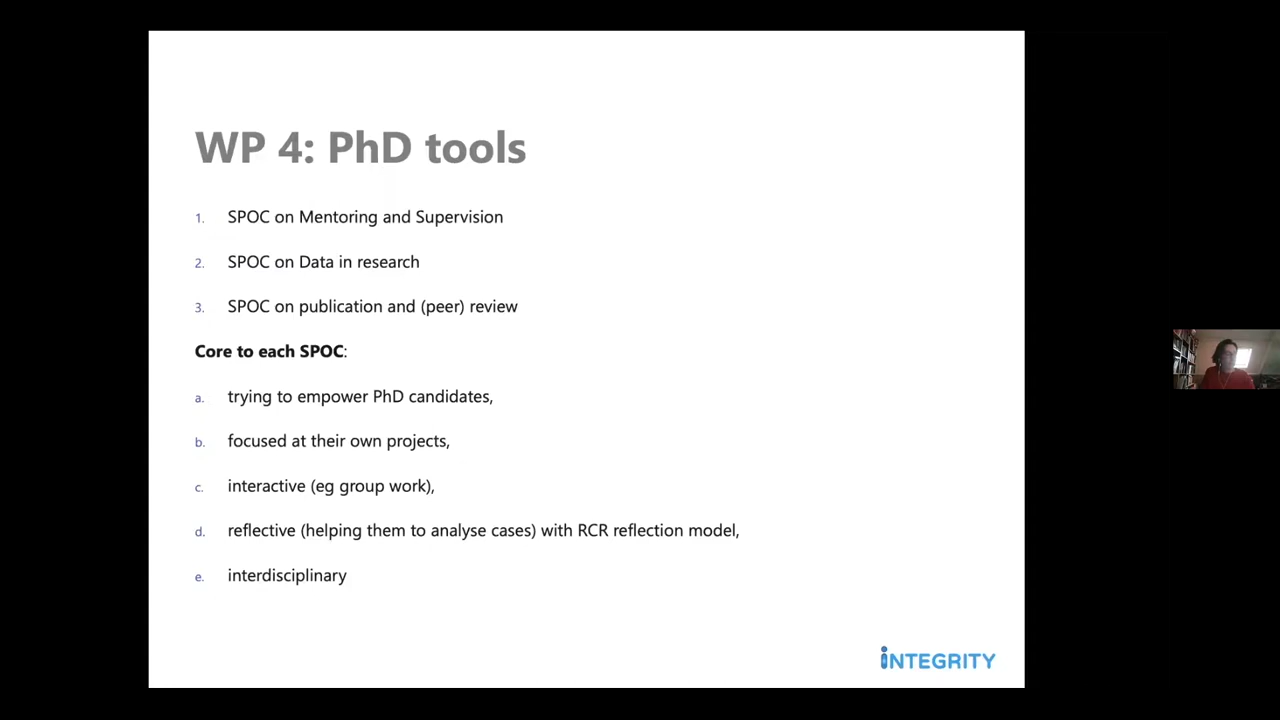 WP 4: PhD tools
1. SPOC on Mentoring and Supervision
2. SPOC on Data in research
3. SPOC on publication and (peer) review
Core to each SPOC:
a. trying to empower PhD candidates,
b. focused at their own projects,
c. interactive (eg group work),
d. reflective (helping them to analyse cases) with RCR reflection model,
e. interdisciplinary
iNTEGRITY